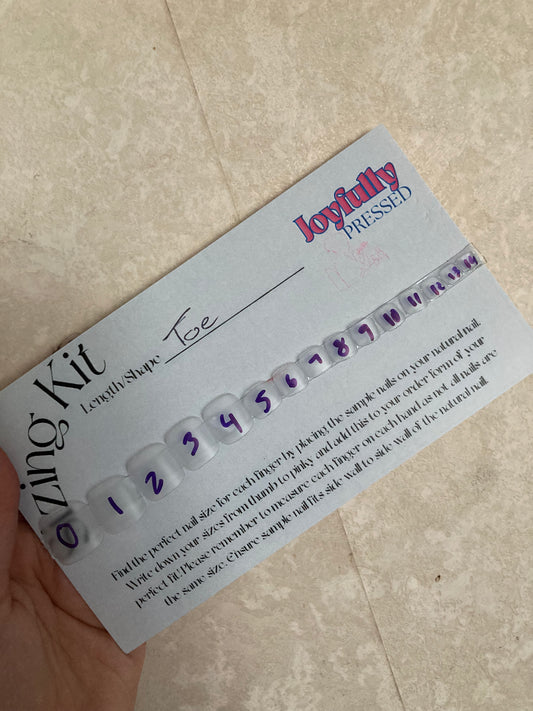 Joyfully
PRESSED
zing Kit
Length/Shape Toe
0 1 2 3 4 5 6 7 8 9 10 11 12 13 14
Find the perfect nail size for each finger by placing the sample nails on your natural nail.
Write down your sizes from thumb to pinky and add this to your order form of your
perfect fit! Please remember to measure each finger on each hand as not all nails are
the same size. Ensure sample nail fits side wall to side wall of the natural nail.